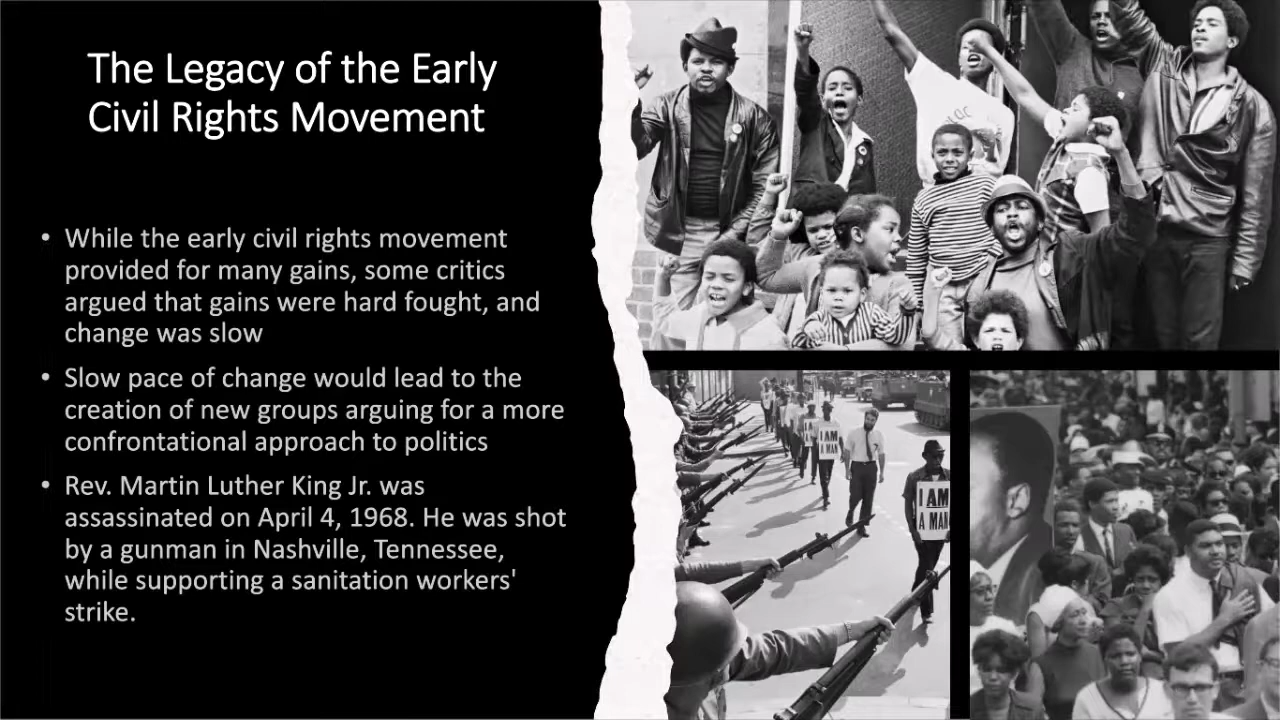 The Legacy of the Early
Civil Rights Movement
• While the early civil rights movement
provided for many gains, some critics
argued that gains were hard fought, and
change was slow
• Slow pace of change would lead to the
creation of new groups arguing for a more
confrontational approach to politics
• Rev. Martin Luther King Jr. was
assassinated on April 4, 1968. He was shot
by a gunman in Nashville, Tennessee,
while supporting a sanitation workers'
strike.
I AM
A MAN
I AM
A MAN